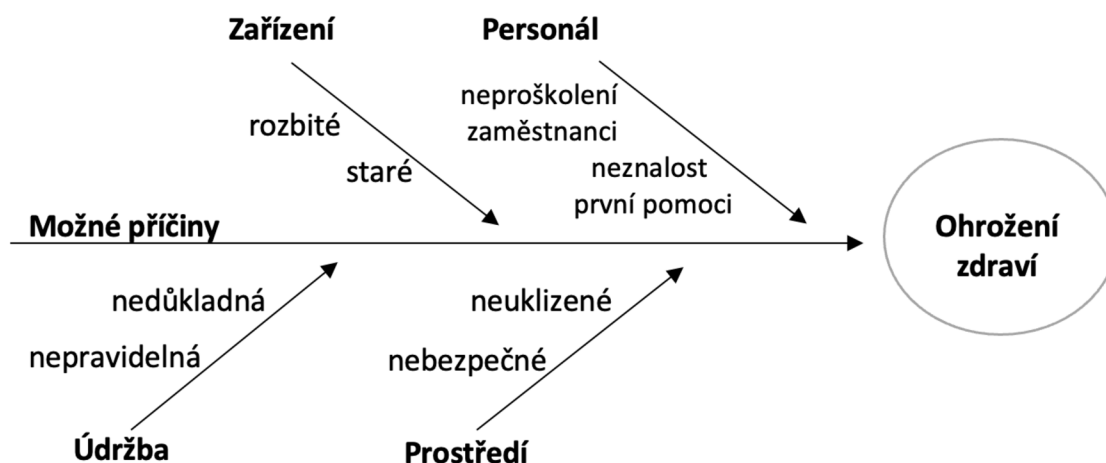 Zařízení
Personál
rozbité
staré
neproškolení
zaměstnanci
neznalost
první pomoci
Možné příčiny
Ohrožení
zdraví
nedůkladná
nepravidelná
Údržba
neuklizené
nebezpečné
Prostředí